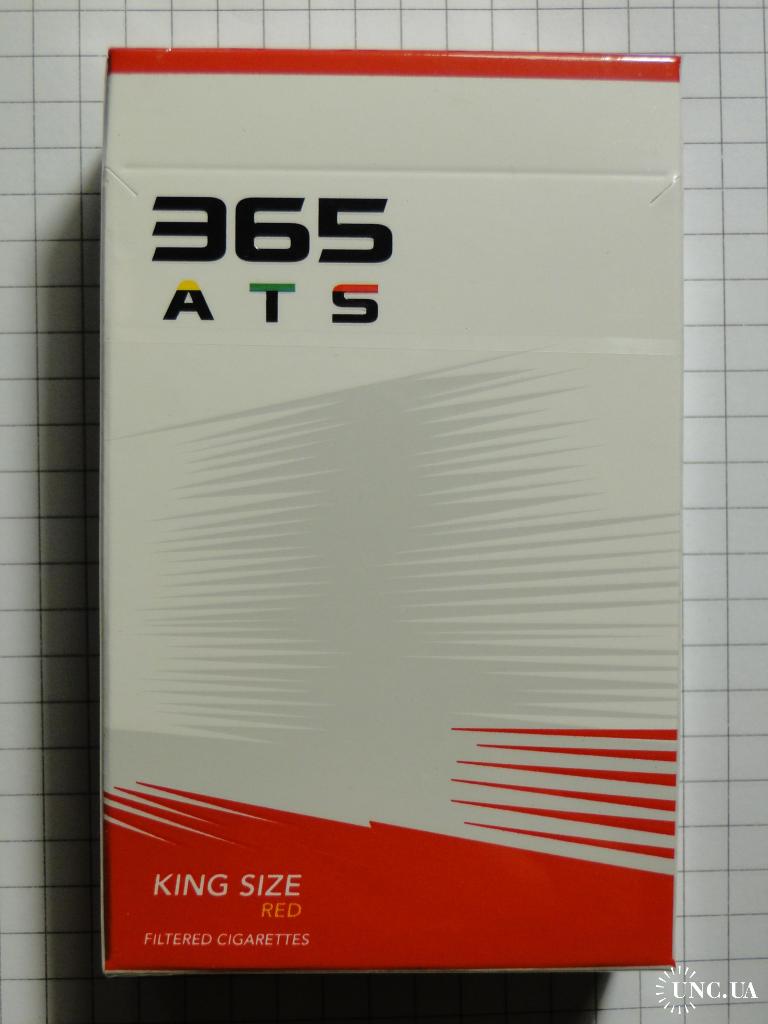 365
ATS
KING SIZE
RED
FILTERED CIGARETTES
UNC.UA